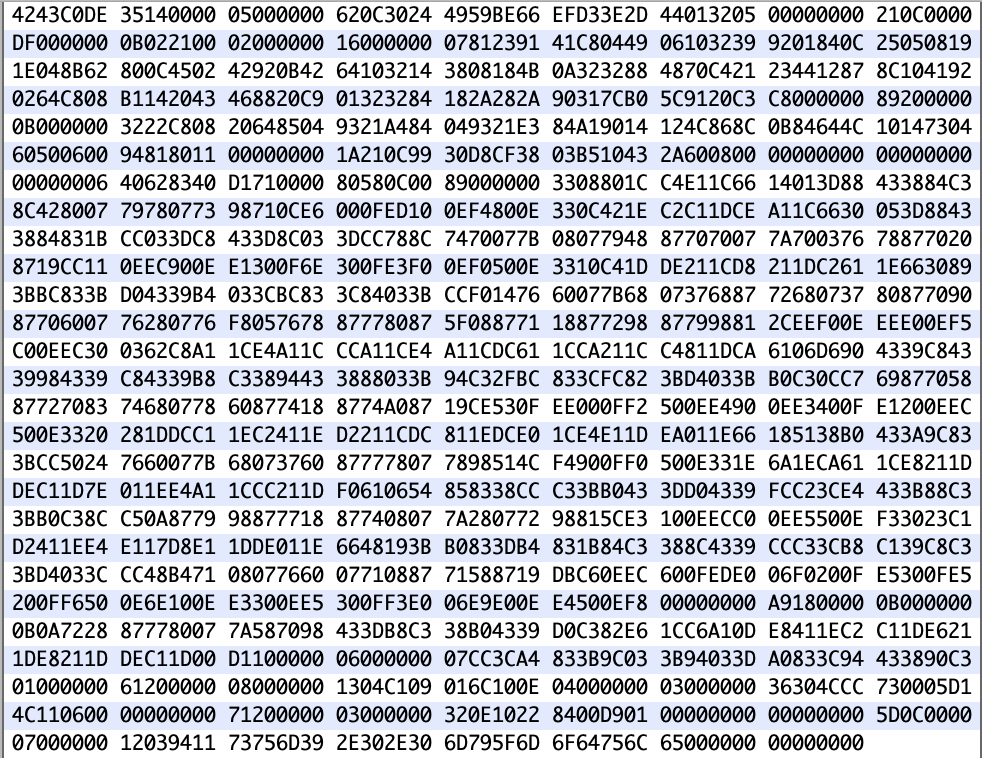 4243C0DE 35140000 05000000 620C3024 4959BE66 EFD33E2D 44013205 00000000 210C0000
DF000000 0B022100 02000000 16000000 07812391 41C80449 06103239 9201840C 25050819
1E048B62 800C4502 42920B42 64103214 3808184B 0A323288 4870C421 23441287 8C104192
0264C808 B1142043 468820C9 01323284 182A282A 90317CB0 5C9120C3 C8000000 89200000
0B000000 3222C808 20648504 9321A484 049321E3 84A19014 124C868C 0B84644C 10147304
60500600 94818011 00000000 1A210C99 30D8CF38 03B51043 2A600800 00000000 00000000
00000006 40628340 D1710000 80580C00 89000000 3308801C C4E11C66 14013D88 433884C3
8C428007 79780773 98710CE6 000FED10 0EF4800E 330C421E C2C11DCE A11C6630 053D8843
3884831B CC033DC8 433D8C03 3DCC788C 7470077B 08077948 87707007 7A700376 78877020
8719CC11 0EEC900E E1300F6E 300FE3F0 0EF0500E 3310C41D DE211CD8 211DC261 1E663089
3BBC833B D04339B4 033CBC83 3C84033B CCF01476 60077B68 07376887 72680737 80877090
87706007 76280776 F8057678 87778087 5F088771 18877298 87799881 2CEEF00E EEE00EF5
C00EEC30 0362C8A1 1CE4A11C CCA11CE4 A11CDC61 1CCA211C C4811DCA 6106D690 4339C843
39984339 C84339B8 C3389443 3888033B 94C32FBC 833CFC82 3BD4033B B0C30CC7 69877058
87727083 74680778 60877418 8774A087 19CE530F EE000FF2 500EE490 0EE3400F E1200EEC
500E3320 281DDCC1 1EC2411E D2211CDC 811EDCE0 1CE4E11D EA011E66 185138B0 433A9C83
3BCC5024 7660077B 68073760 87777807 7898514C F4900FF0 500E331E 6A1ECA61 1CE8211D
DEC11D7E 011EE4A1 1CCC211D F0610654 858338CC C33BB043 3DD04339 FCC23CE4 433B88C3
3BB0C38C C50A8779 98877718 87740807 7A280772 98815CE3 100EECC0 0EE5500E F33023C1
D2411EE4 E117D8E1 1DDE011E 6648193B B0833DB4 831B84C3 388C4339 CCC33CB8 C139C8C3
3BD4033C CC48B471 08077660 07710887 71588719 DBC60EEC 600FEDE0 06F0200F E5300FE5
200FF650 0E6E100E E3300EE5 300FF3E0 06E9E00E E4500EF8 00000000 A9180000 0B000000
0B0A7228 87778007 7A587098 433DB8C3 38B04339 D0C382E6 1CC6A10D E8411EC2 C11DE621
1DE8211D DEC11D00 D1100000 06000000 07CC3CA4 833B9C03 3B94033D A0833C94 433890C3
01000000 61200000 08000000 1304C109 016C100E 04000000 03000000 36304CCC 730005D1
4C110600 00000000 71200000 03000000 320E1022 8400D901 00000000 00000000 5D0C0000
07000000 12039411 73756D39 2E302E30 6D795F6D 6F64756C 65000000 00000000